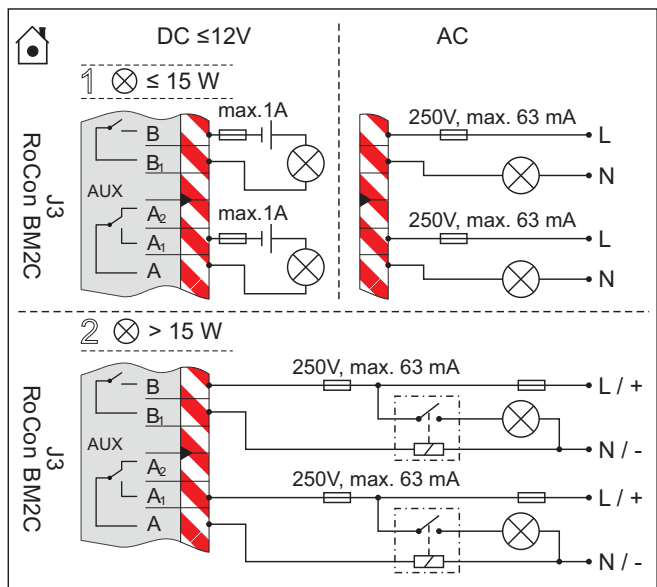 DC ≤12V
AC
1 ≤ 15 W
max.1A
250V, max. 63 mA
B
L
B1
N
AUX
A2
max.1A
250V, max. 63 mA
A1
L
A
N
J3
RoCon BM2C
2 > 15 W
250V, max. 63 mA
B
L / +
B1
N / -
AUX
A2
250V, max. 63 mA
A1
L / +
A
N / -
J3
RoCon BM2C